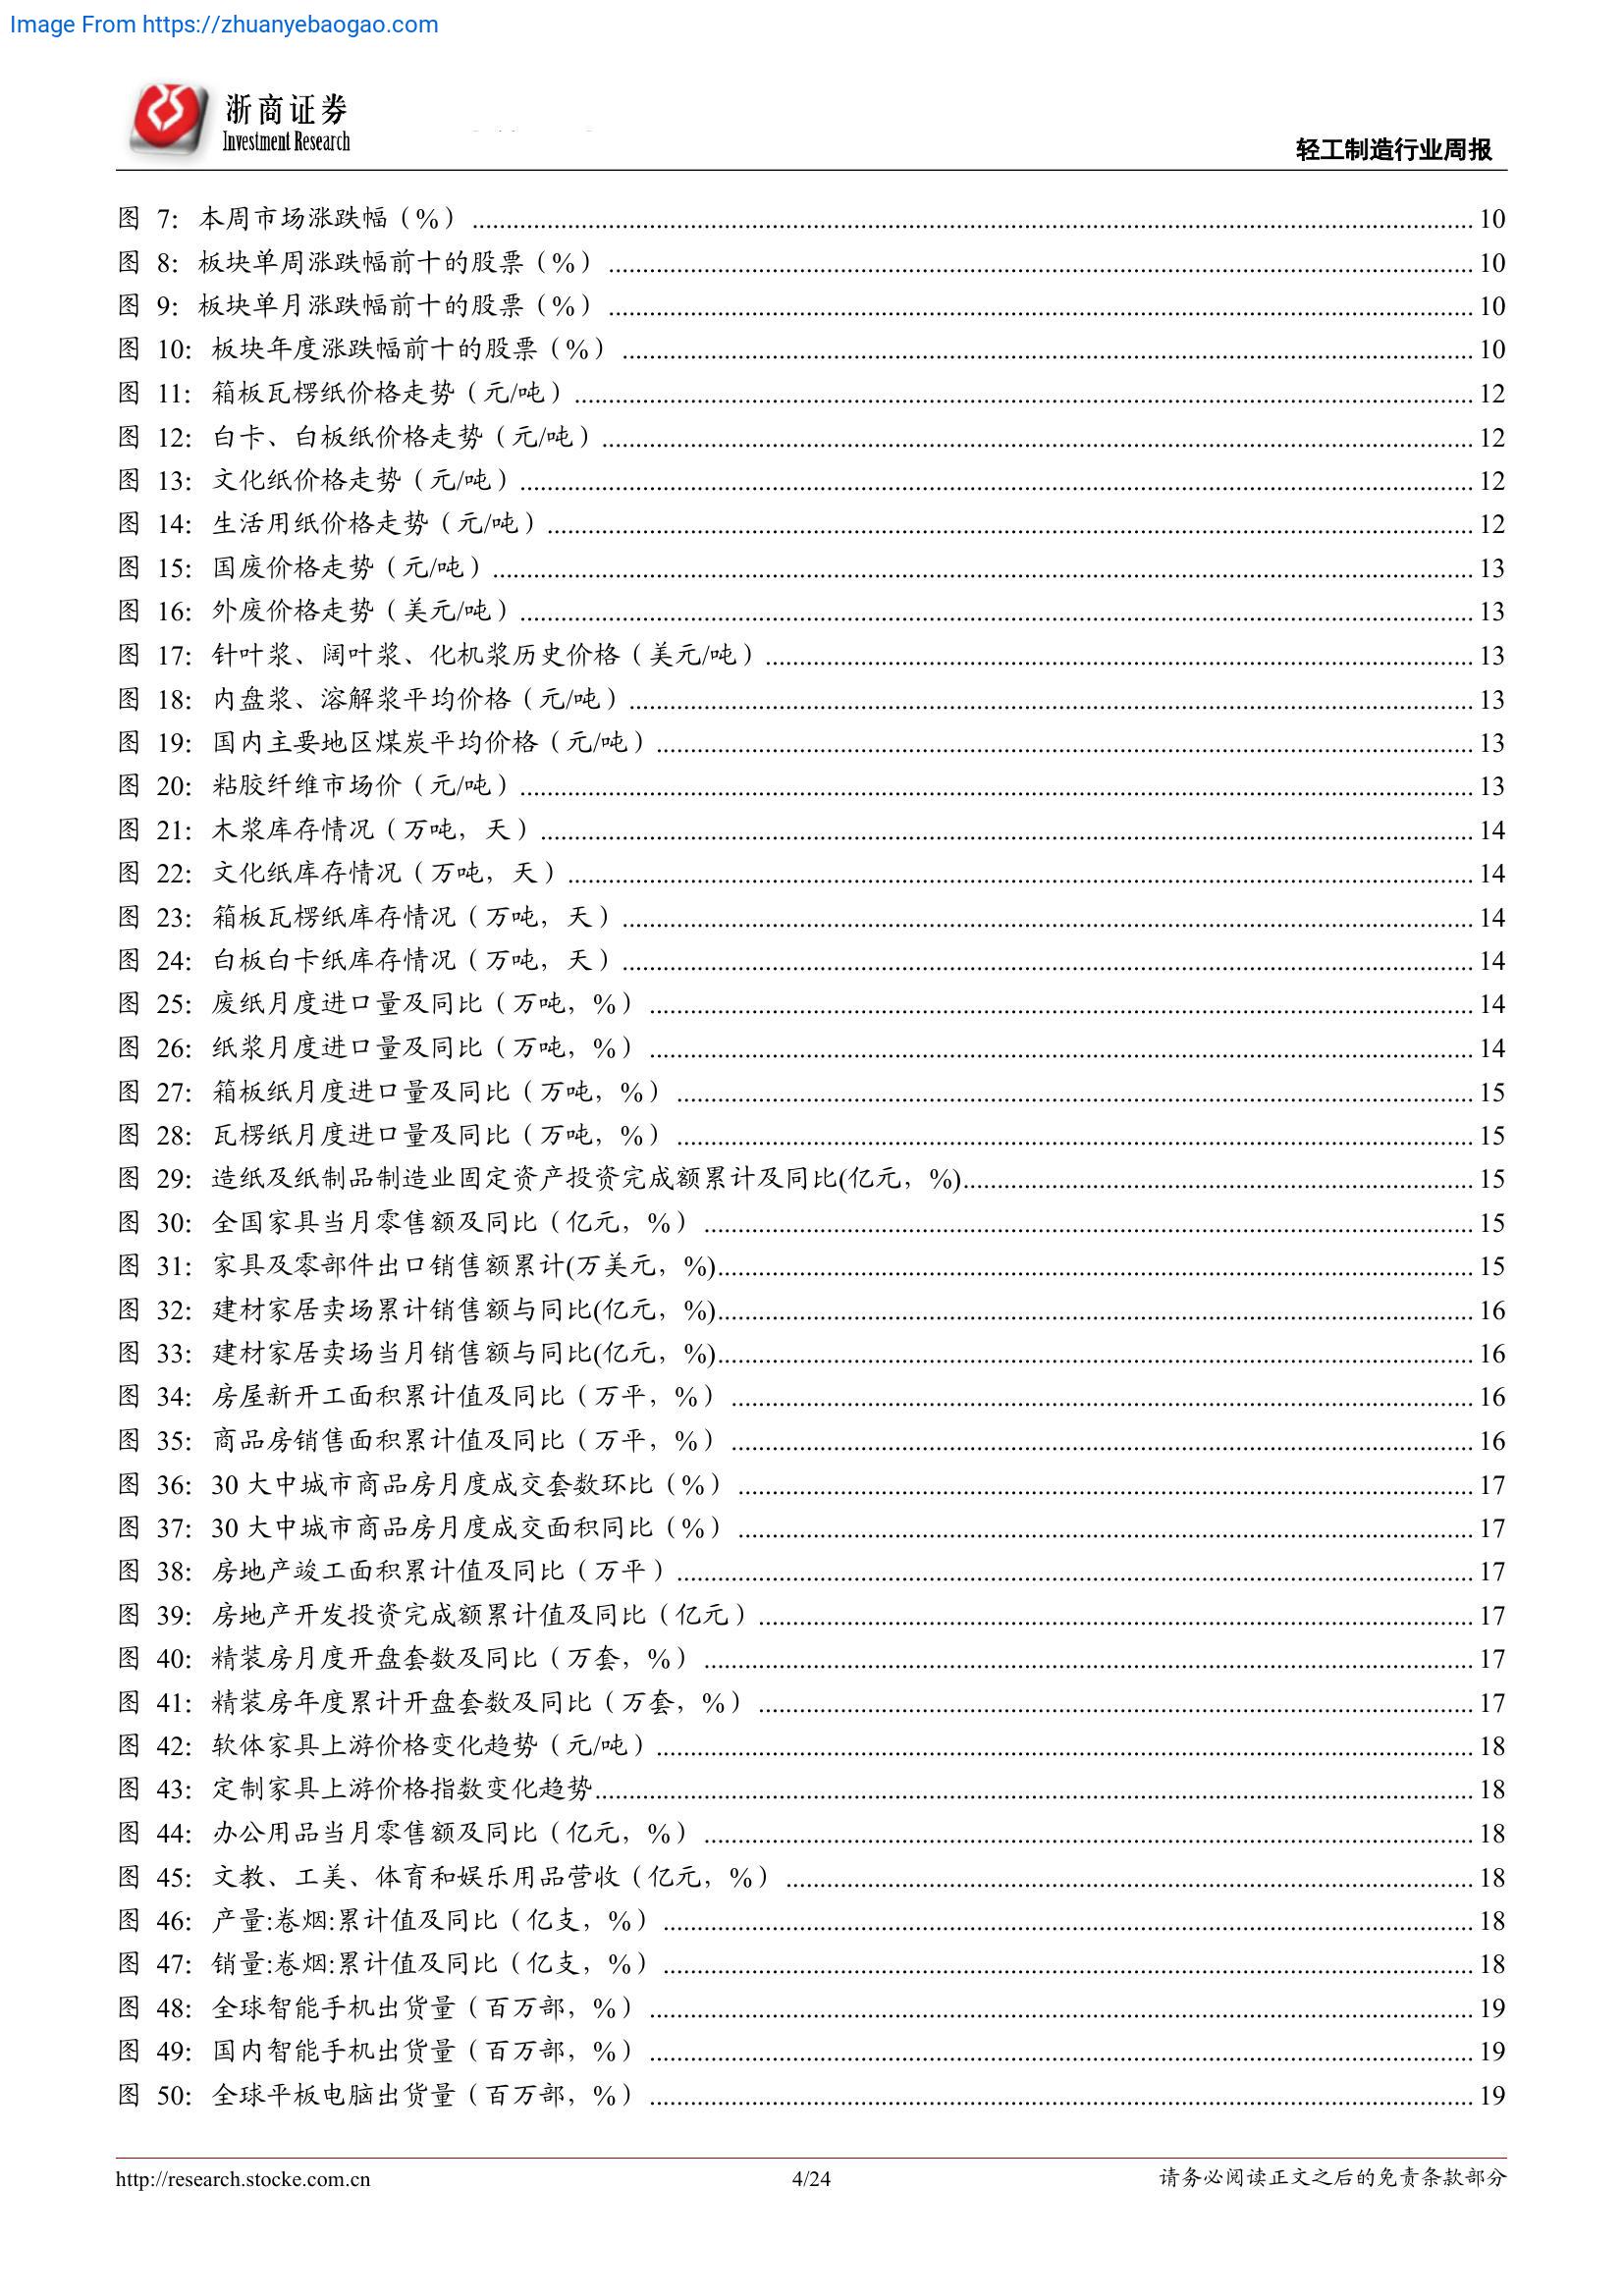 Image From https://zhuanyebaogao.com
浙商证券
Investment Research
轻工制造行业周报
图 7：本周市场涨跌幅（%） ........ 10
图 8：板块单周涨跌幅前十的股票（%） ........ 10
图 9：板块单月涨跌幅前十的股票（%） ........ 10
图 10：板块年度涨跌幅前十的股票（%） ........ 10
图 11：箱板瓦楞纸价格走势（元/吨） ........ 12
图 12：白卡、白板纸价格走势（元/吨） ........ 12
图 13：文化纸价格走势（元/吨） ........ 12
图 14：生活用纸价格走势（元/吨） ........ 12
图 15：国废价格走势（元/吨） ........ 13
图 16：外废价格走势（美元/吨） ........ 13
图 17：针叶浆、阔叶浆、化机浆历史价格（美元/吨） ........ 13
图 18：内盘浆、溶解浆平均价格（元/吨） ........ 13
图 19：国内主要地区煤炭平均价格（元/吨） ........ 13
图 20：粘胶纤维市场价（元/吨） ........ 13
图 21：木浆库存情况（万吨，天） ........ 14
图 22：文化纸库存情况（万吨，天） ........ 14
图 23：箱板瓦楞纸库存情况（万吨，天） ........ 14
图 24：白板白卡纸库存情况（万吨，天） ........ 14
图 25：废纸月度进口量及同比（万吨，%） ........ 14
图 26：纸浆月度进口量及同比（万吨，%） ........ 14
图 27：箱板纸月度进口量及同比（万吨，%） ........ 15
图 28：瓦楞纸月度进口量及同比（万吨，%） ........ 15
图 29：造纸及纸制品制造业固定资产投资完成额累计及同比(亿元，%) ........ 15
图 30：全国家具当月零售额及同比（亿元，%） ........ 15
图 31：家具及零部件出口销售额累计(万美元，%) ........ 15
图 32：建材家居卖场累计销售额与同比(亿元，%) ........ 16
图 33：建材家居卖场当月销售额与同比(亿元，%) ........ 16
图 34：房屋新开工面积累计值及同比（万平，%） ........ 16
图 35：商品房销售面积累计值及同比（万平，%） ........ 16
图 36：30 大中城市商品房月度成交套数环比（%） ........ 17
图 37：30 大中城市商品房月度成交面积同比（%） ........ 17
图 38：房地产竣工面积累计值及同比（万平） ........ 17
图 39：房地产开发投资完成额累计值及同比（亿元） ........ 17
图 40：精装房月度开盘套数及同比（万套，%） ........ 17
图 41：精装房年度累计开盘套数及同比（万套，%） ........ 17
图 42：软体家具上游价格变化趋势（元/吨） ........ 18
图 43：定制家具上游价格指数变化趋势 ........ 18
图 44：办公用品当月零售额及同比（亿元，%） ........ 18
图 45：文教、工美、体育和娱乐用品营收（亿元，%） ........ 18
图 46：产量:卷烟:累计值及同比（亿支，%） ........ 18
图 47：销量:卷烟:累计值及同比（亿支，%） ........ 18
图 48：全球智能手机出货量（百万部，%） ........ 19
图 49：国内智能手机出货量（百万部，%） ........ 19
图 50：全球平板电脑出货量（百万部，%） ........ 19
http://research.stocke.com.cn
4/24
请务必阅读正文之后的免责条款部分